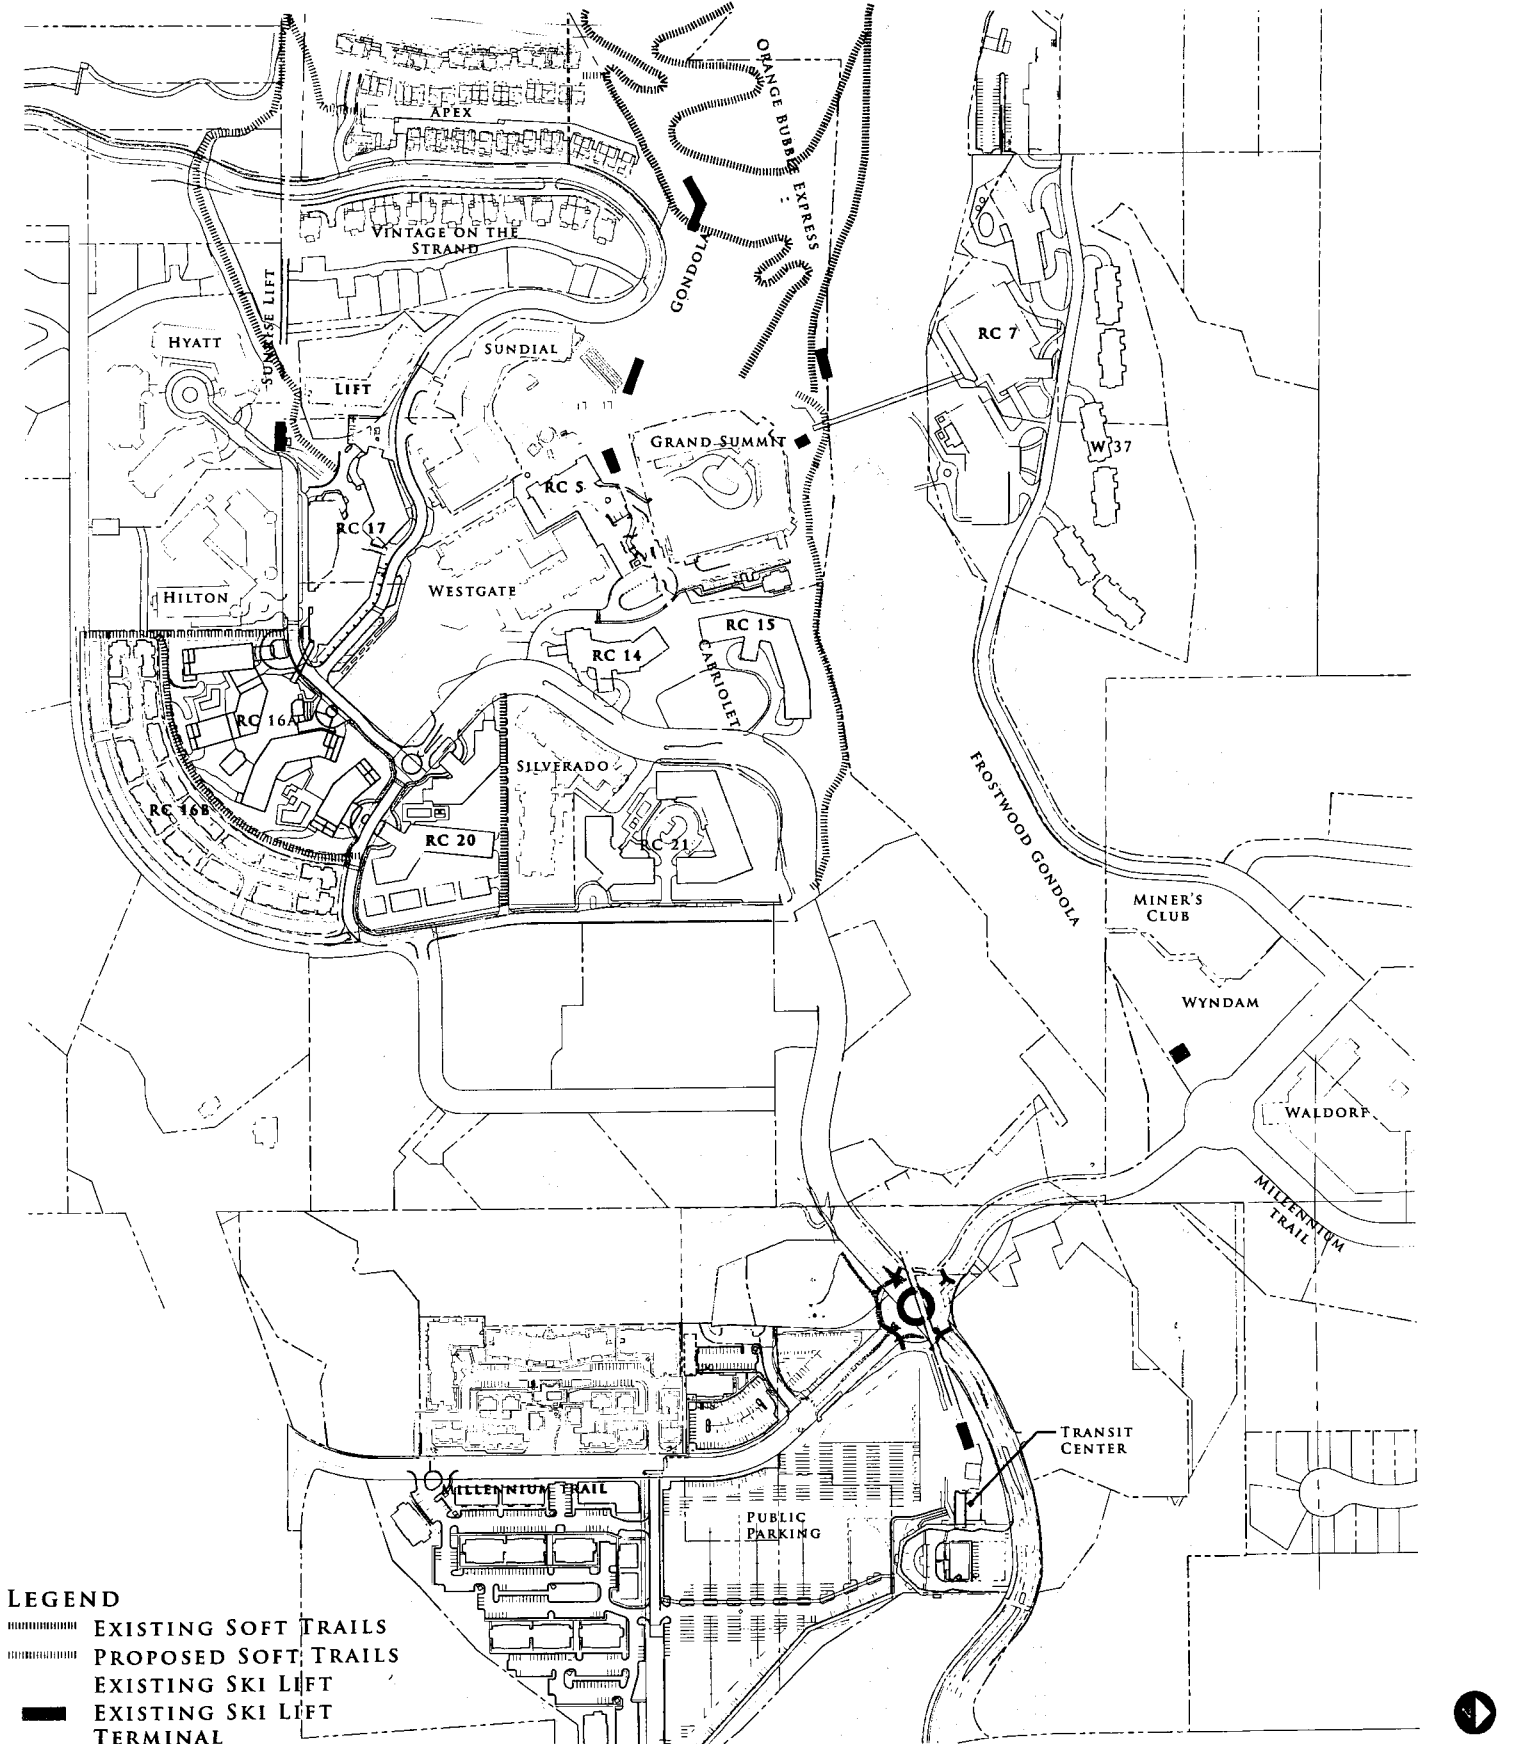 ORANGE BUBBLE EXPRESS
APEX
VINTAGE ON THE
STRAND
GONDOLA
SUNRISE LIFT
HYATT
LIFT
SUNDIAL
RC 7
GRAND SUMMIT
W 37
RC 5
RC 17
HILTON
WESTGATE
RC 15
RC 14
CABRIOLET
RC 16A
SILVERADO
RC 16B
RC 20
RC 21
FROSTWOOD GONDOLA
MINER'S
CLUB
WYNDAM
WALDORF
MILLENNIUM
TRAIL
TRANSIT
CENTER
MILLENNIUM TRAIL
PUBLIC
PARKING
LEGEND
EXISTING SOFT TRAILS
PROPOSED SOFT TRAILS
EXISTING SKI LIFT
EXISTING SKI LIFT
TERMINAL